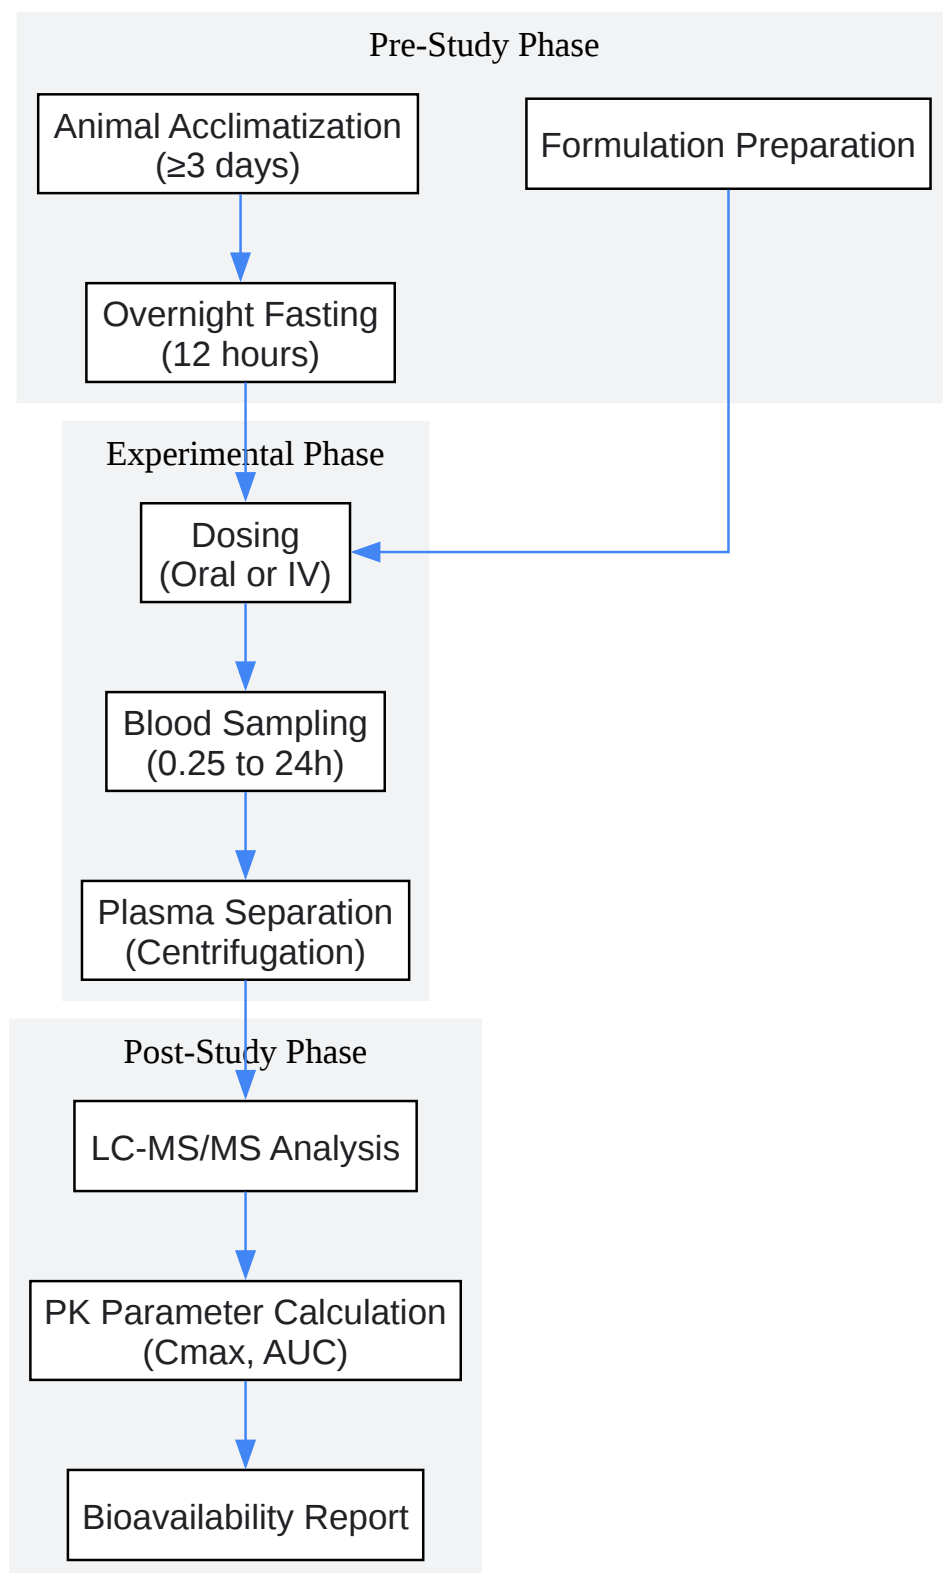 Pre-Study Phase
Animal Acclimatization
(≥3 days)
Formulation Preparation
Overnight Fasting
(12 hours)
Experimental Phase
Dosing
(Oral or IV)
Blood Sampling
(0.25 to 24h)
Plasma Separation
(Centrifugation)
Post-Study Phase
LC-MS/MS Analysis
PK Parameter Calculation
(Cmax, AUC)
Bioavailability Report